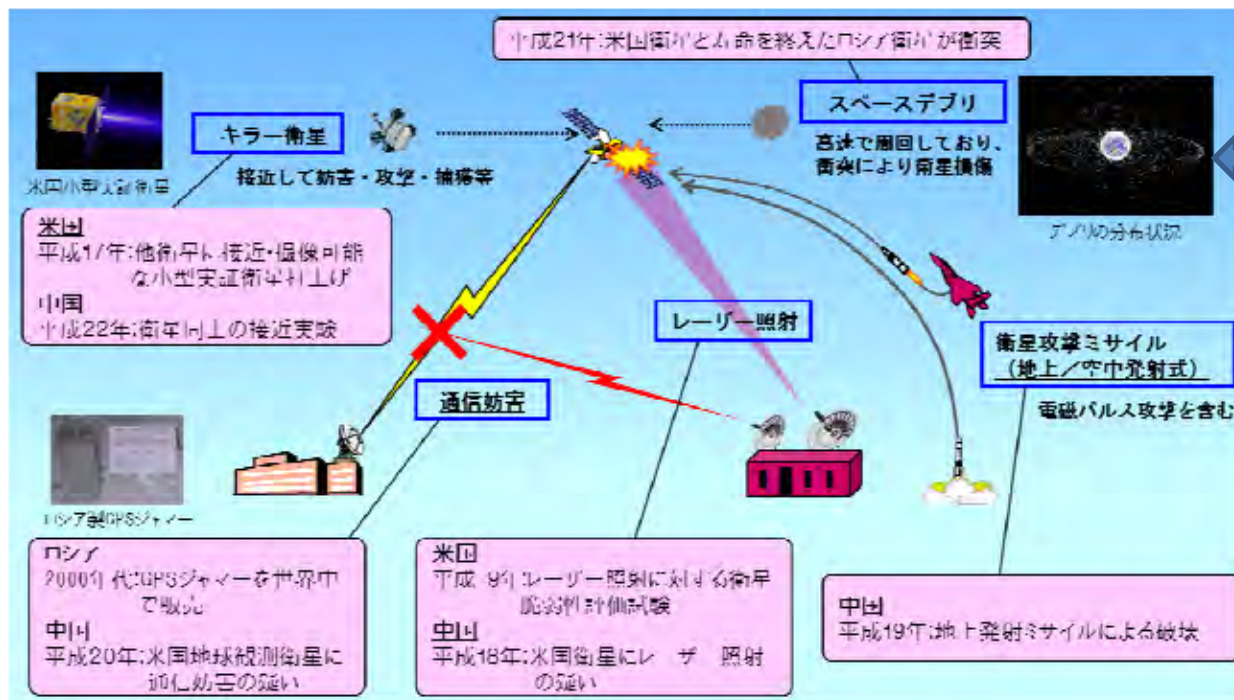 平成21年:米国衛星と寿命を終えたロシア衛星が衝突
キラー衛星
接近して妨害・攻撃・捕獲等
米国小型実証衛星
米国
平成17年:他衛星に接近・撮像可能
な小型実証衛星打上げ
中国
平成22年:衛星同士の接近実験
スペースデブリ
高速で周回しており、
衝突により衛星損傷
デブリの分布状況
レーザー照射
衛星攻撃ミサイル
(地上/空中発射式)
電磁パルス攻撃を含む
通信妨害
ロシア製GPSジャマー
ロシア
2000年代:GPSジャマーを世界中
で販売
中国
平成20年:米国地球観測衛星に
通信妨害の疑い
米国
レーザー照射に対する衛星
脆弱性評価試験
中国
平成18年:米国衛星にレーザー照射
の疑い
中国
平成19年:地上発射ミサイルによる破壊